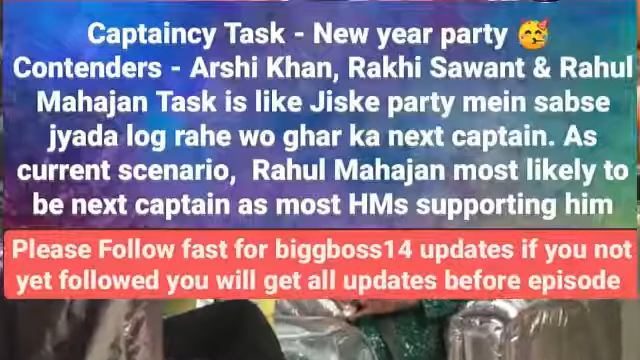 Captaincy Task - New year party 🥳
Contenders - Arshi Khan, Rakhi Sawant & Rahul
Mahajan Task is like Jiske party mein sabse
jyada log rahe wo ghar ka next captain. As
current scenario, Rahul Mahajan most likely to
be next captain as most HMs supporting him
Please Follow fast for biggboss14 updates if you not
yet followed you will get all updates before episode